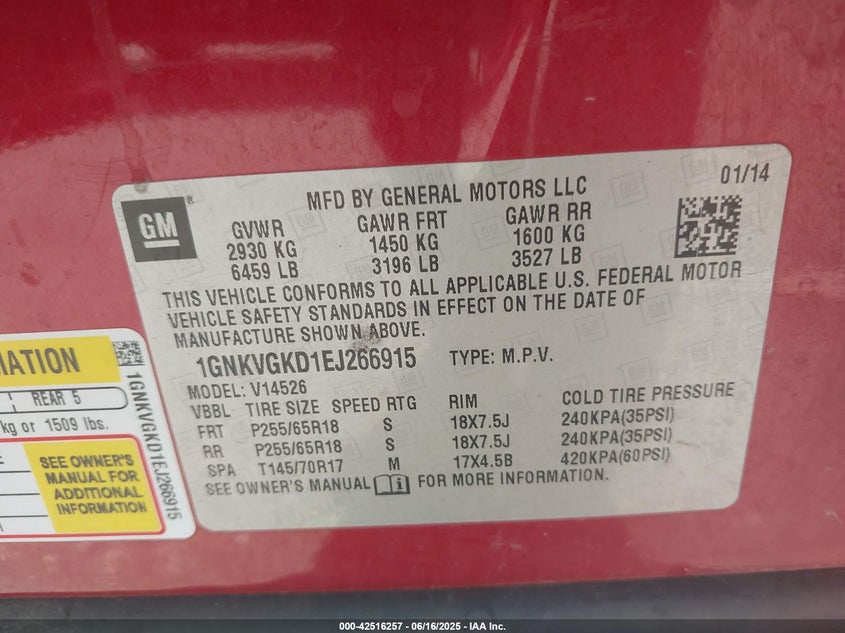 GM
MFD BY GENERAL MOTORS LLC
01/14
GVWR GAWR FRT GAWR RR
2930 KG 1450 KG 1600 KG
6459 LB 3196 LB 3527 LB
THIS VEHICLE CONFORMS TO ALL APPLICABLE U.S. FEDERAL MOTOR
VEHICLE SAFETY STANDARDS IN EFFECT ON THE DATE OF
MANUFACTURE SHOWN ABOVE.
1GNKVGKD1EJ266915 TYPE: M.P.V.
MODEL: V14526
VBBL TIRE SIZE SPEED RTG RIM COLD TIRE PRESSURE
FRT P255/65R18 S 18X7.5J 240KPA(35PSI)
RR P255/65R18 S 18X7.5J 240KPA(35PSI)
SPA T145/70R17 M 17X4.5B 420KPA(60PSI)
SEE OWNER'S MANUAL FOR MORE INFORMATION.
REAR 5
kg or 1509 lbs.
SEE OWNER'S
MANUAL FOR
ADDITIONAL
INFORMATION
1GNKVGKD1EJ266915
000-42516257 - 06/16/2025 - IAA Inc.